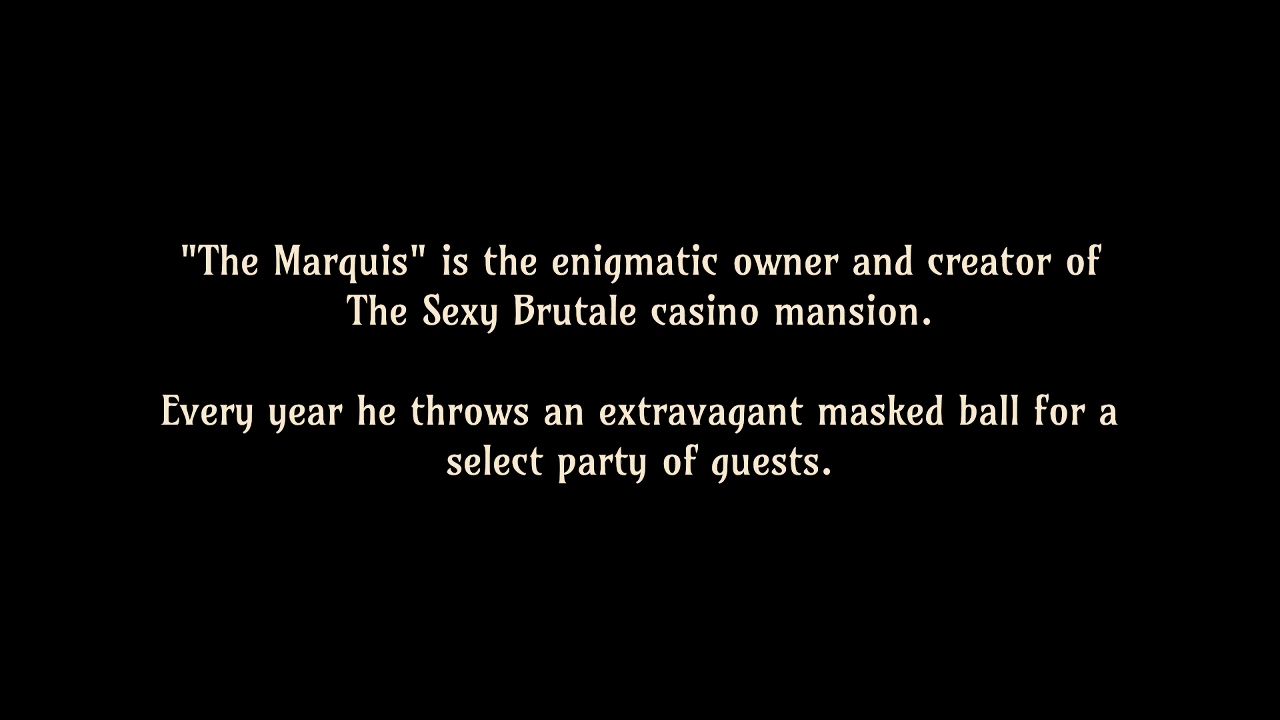 "The Marquis" is the enigmatic owner and creator of
The Sexy Brutale casino mansion.
Every year he throws an extravagant masked ball for a
select party of guests.